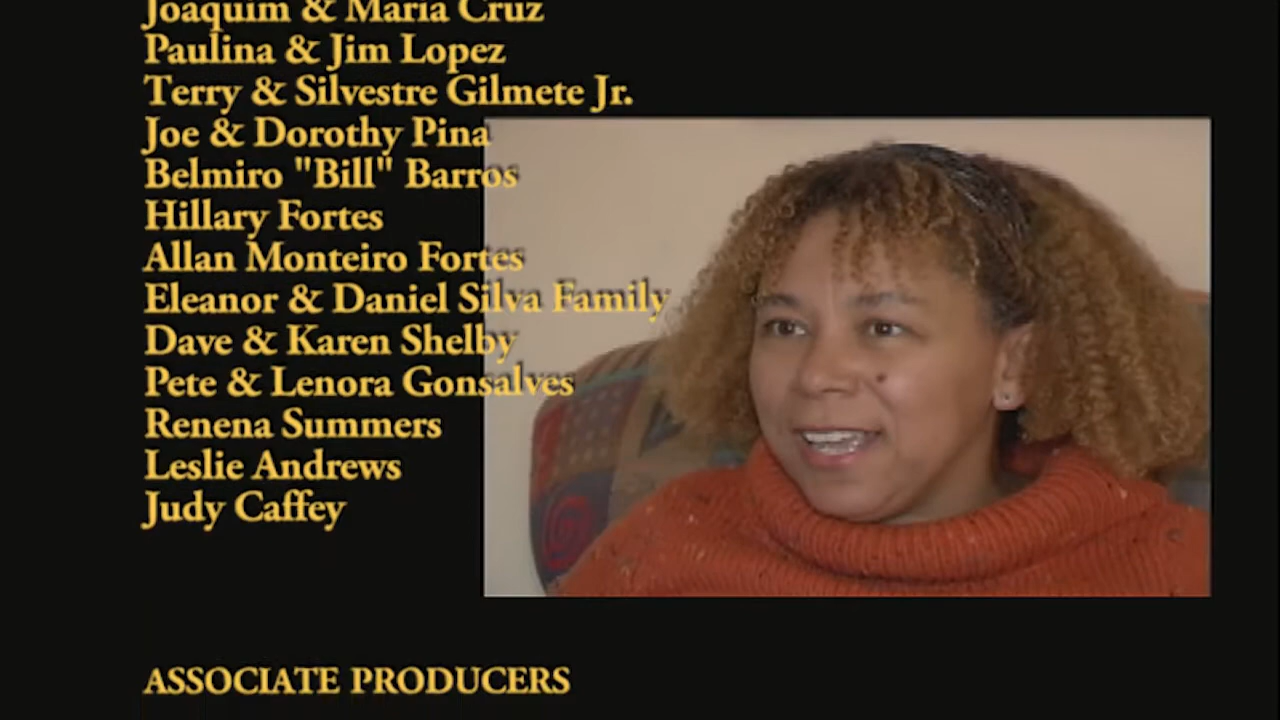 Joaquim & Maria Cruz
Paulina & Jim Lopez
Terry & Silvestre Gilmete Jr.
Joe & Dorothy Pina
Belmiro "Bill" Barros
Hillary Fortes
Allan Monteiro Fortes
Eleanor & Daniel Silva Family
Dave & Karen Shelby
Pete & Lenora Gonsalves
Renena Summers
Leslie Andrews
Judy Caffey
ASSOCIATE PRODUCERS